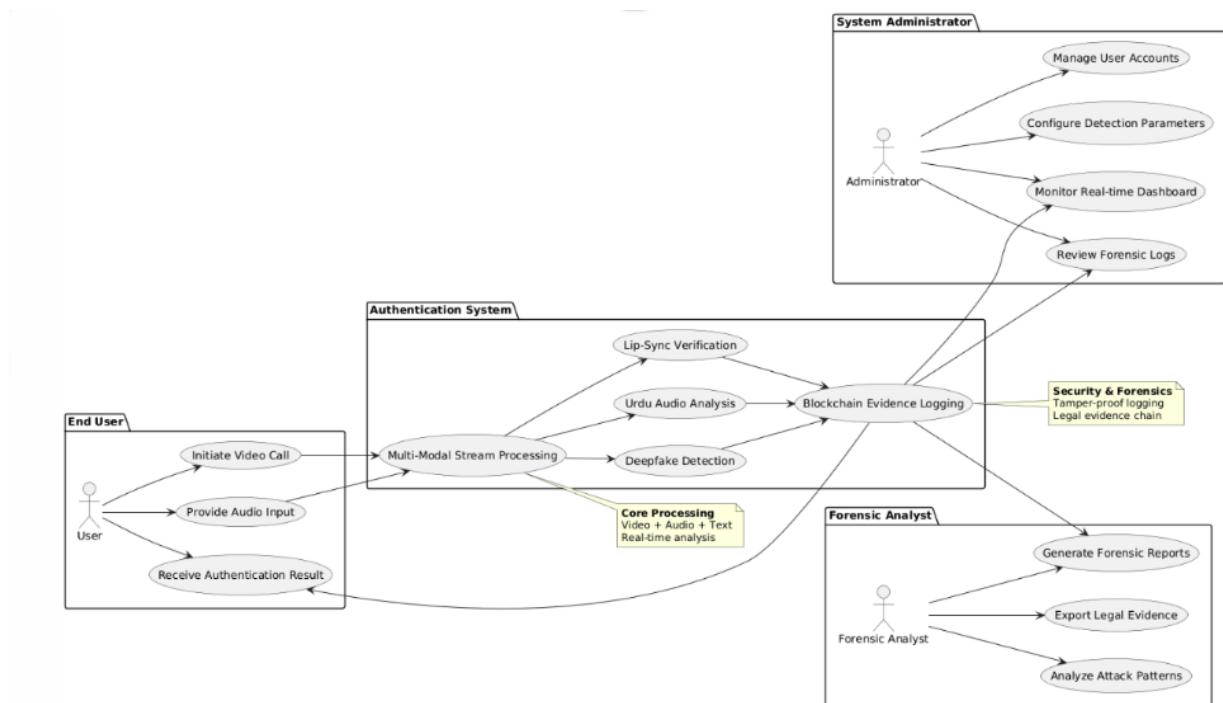 System Administrator
Manage User Accounts
Configure Detection Parameters
Administrator
Monitor Real-time Dashboard
Review Forensic Logs
Authentication System
Lip-Sync Verification
Urdu Audio Analysis
Blockchain Evidence Logging
Security & Forensics
Tamper-proof logging
Legal evidence chain
End User
Initiate Video Call
Multi-Modal Stream Processing
Deepfake Detection
Provide Audio Input
User
Core Processing
Video + Audio + Text
Real-time analysis
Receive Authentication Result
Forensic Analyst
Generate Forensic Reports
Export Legal Evidence
Forensic Analyst
Analyze Attack Patterns